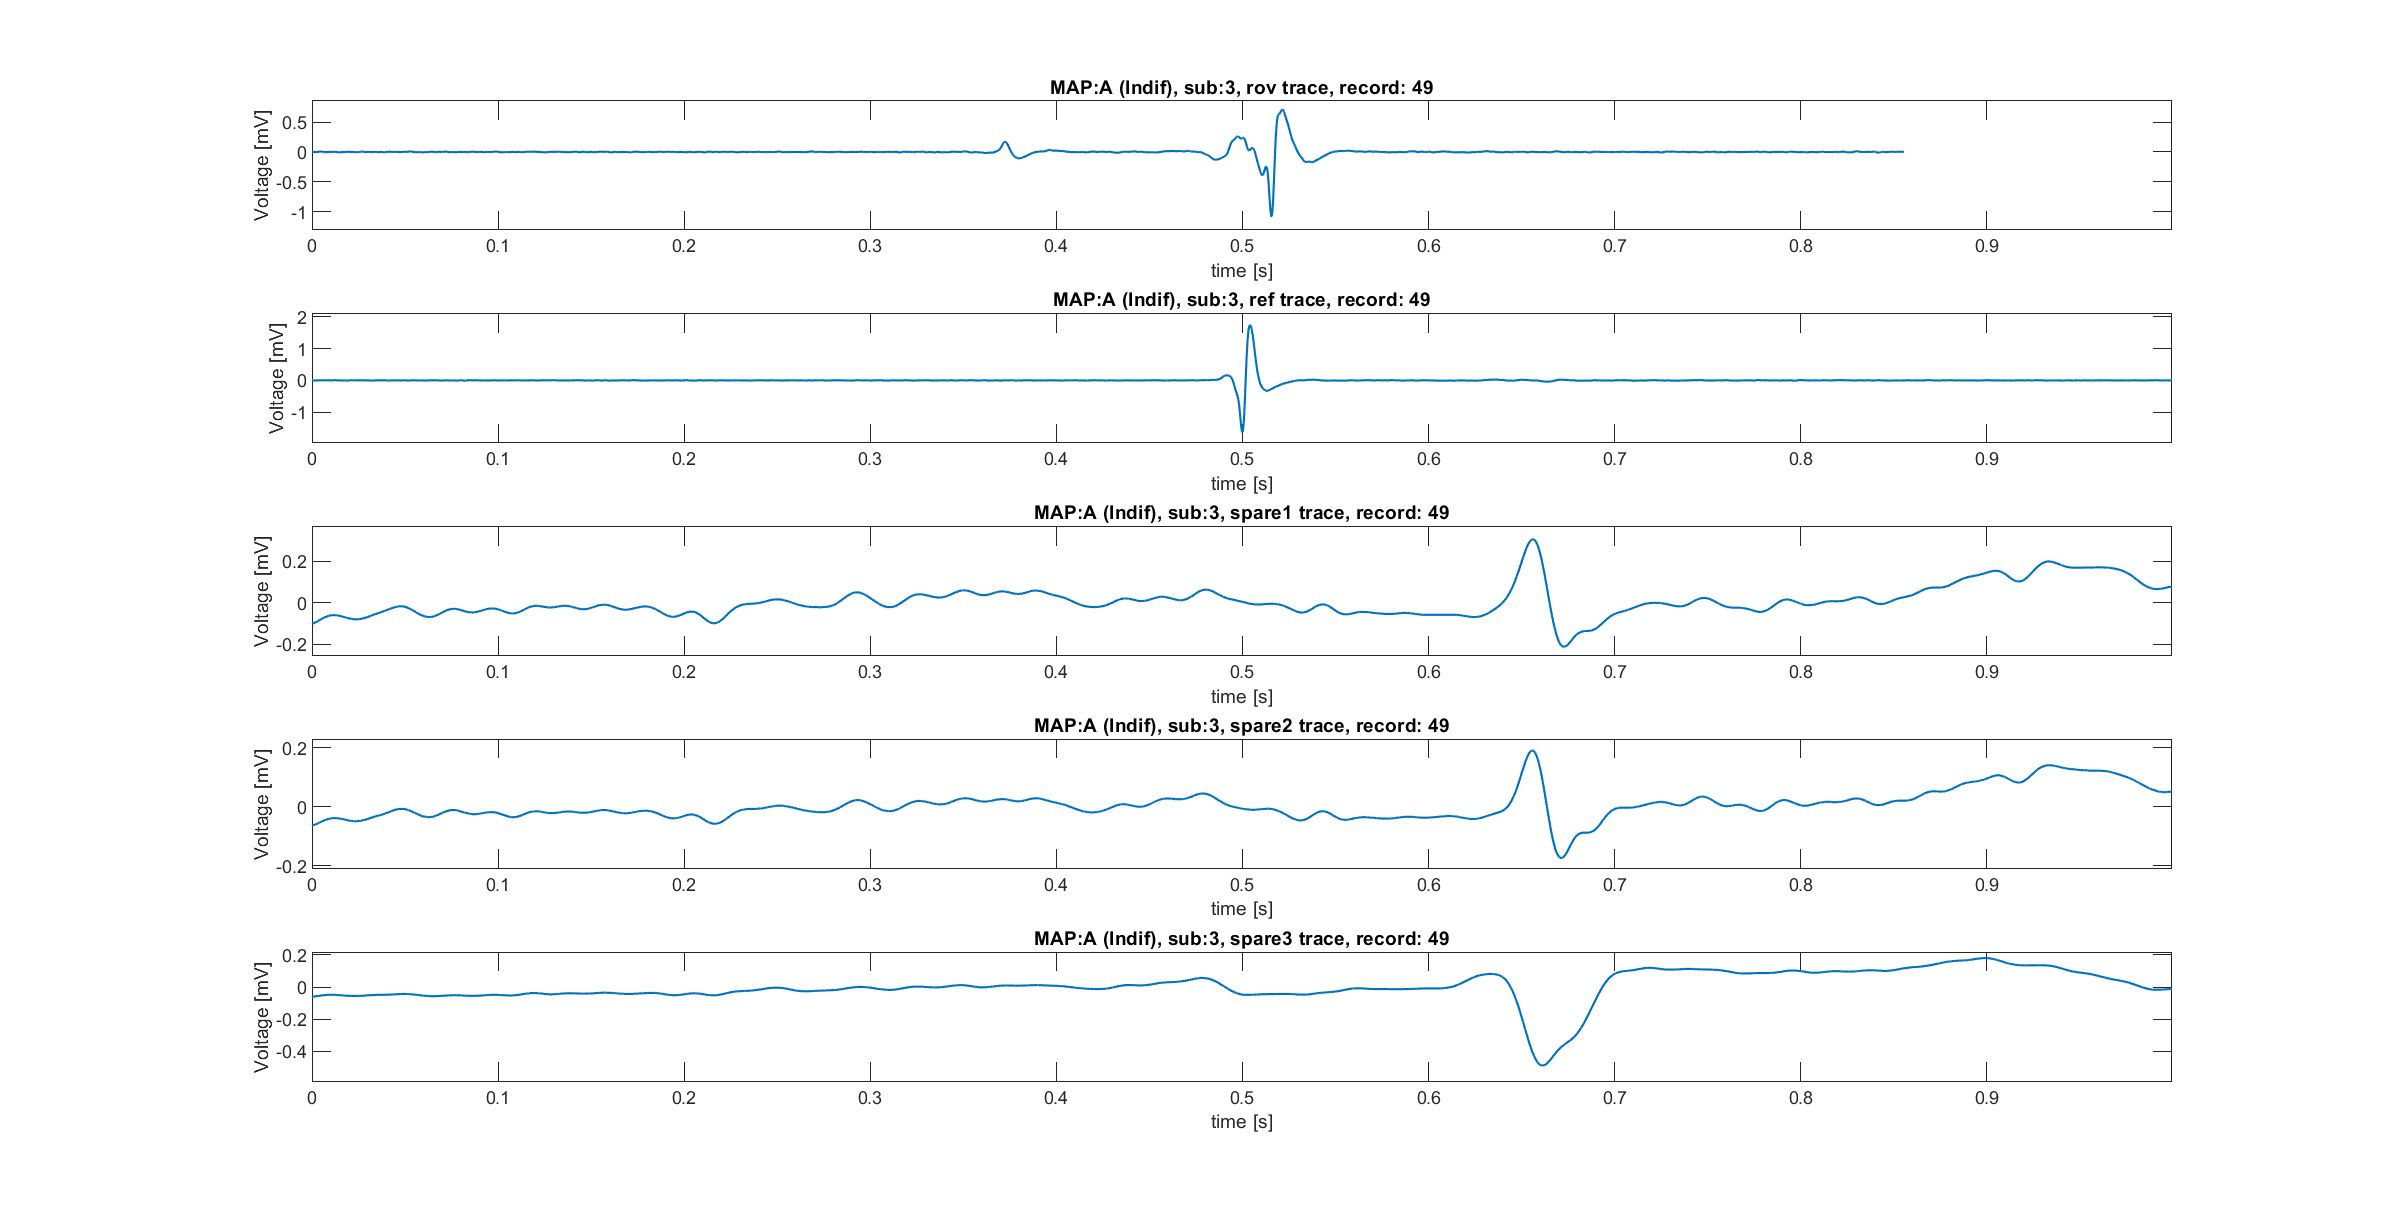 MAP:A (Indif), sub:3, rov trace, record: 49
Voltage [mV]
0.5
0
-0.5
-1
0 0.1 0.2 0.3 0.4 0.5 0.6 0.7 0.8 0.9
time [s]
MAP:A (Indif), sub:3, ref trace, record: 49
Voltage [mV]
2
1
0
-1
0 0.1 0.2 0.3 0.4 0.5 0.6 0.7 0.8 0.9
time [s]
MAP:A (Indif), sub:3, spare1 trace, record: 49
Voltage [mV]
0.2
0
-0.2
0 0.1 0.2 0.3 0.4 0.5 0.6 0.7 0.8 0.9
time [s]
MAP:A (Indif), sub:3, spare2 trace, record: 49
Voltage [mV]
0.2
0
-0.2
0 0.1 0.2 0.3 0.4 0.5 0.6 0.7 0.8 0.9
time [s]
MAP:A (Indif), sub:3, spare3 trace, record: 49
Voltage [mV]
0.2
0
-0.2
-0.4
0 0.1 0.2 0.3 0.4 0.5 0.6 0.7 0.8 0.9
time [s]